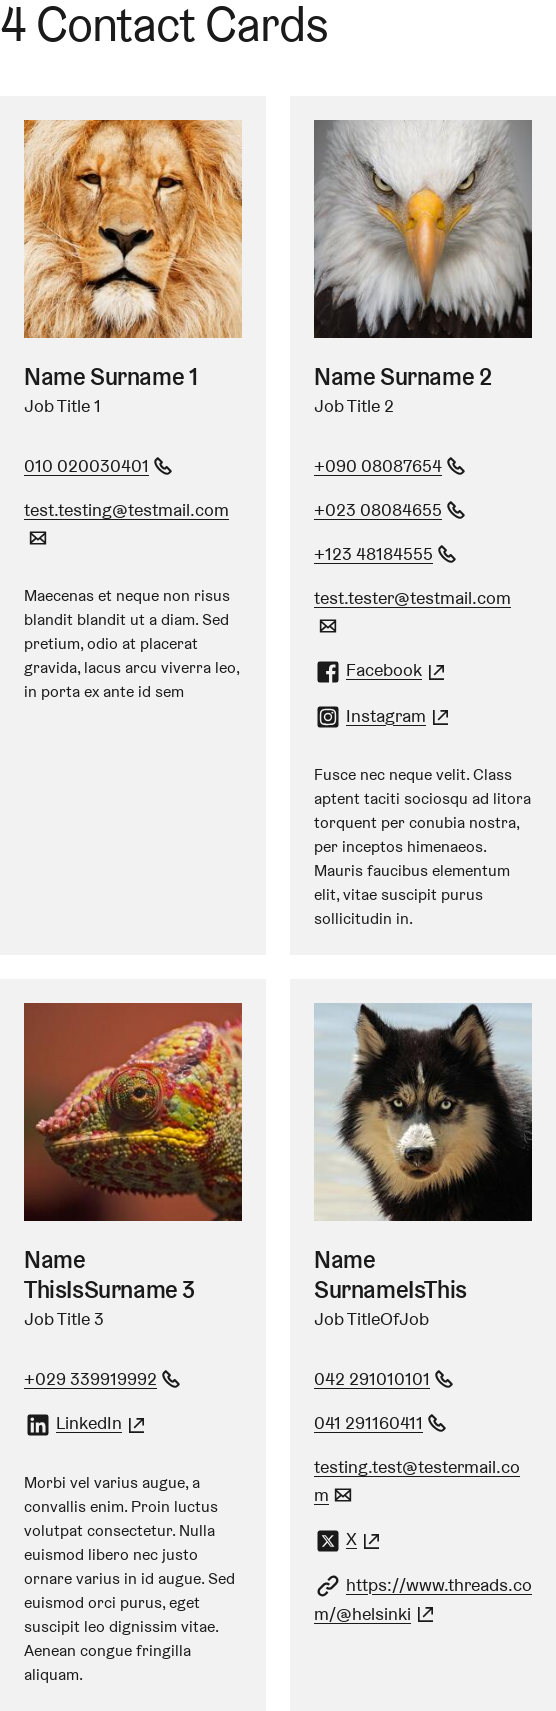 4 Contact Cards
Name Surname 1
Job Title 1
010 020030401
test.testing@testmail.com
Maecenas et neque non risus
blandit blandit ut a diam. Sed
pretium, odio at placerat
gravida, lacus arcu viverra leo,
in porta ex ante id sem
Name Surname 2
Job Title 2
+090 08087654
+023 08084655
+123 48184555
test.tester@testmail.com
Facebook
Instagram
Fusce nec neque velit. Class
aptent taciti sociosqu ad litora
torquent per conubia nostra,
per inceptos himenaeos.
Mauris faucibus elementum
elit, vitae suscipit purus
sollicitudin in.
Name
ThisIsSurname 3
Job Title 3
+029 339919992
LinkedIn
Morbi vel varius augue, a
convallis enim. Proin luctus
volutpat consectetur. Nulla
euismod libero nec justo
ornare varius in id augue. Sed
euismod orci purus, eget
suscipit leo dignissim vitae.
Aenean congue fringilla
aliquam.
Name
SurnameIsThis
Job TitleOfJob
042 291010101
041 291160411
testing.test@testermail.co
m
X
https://www.threads.co
m/@helsinki